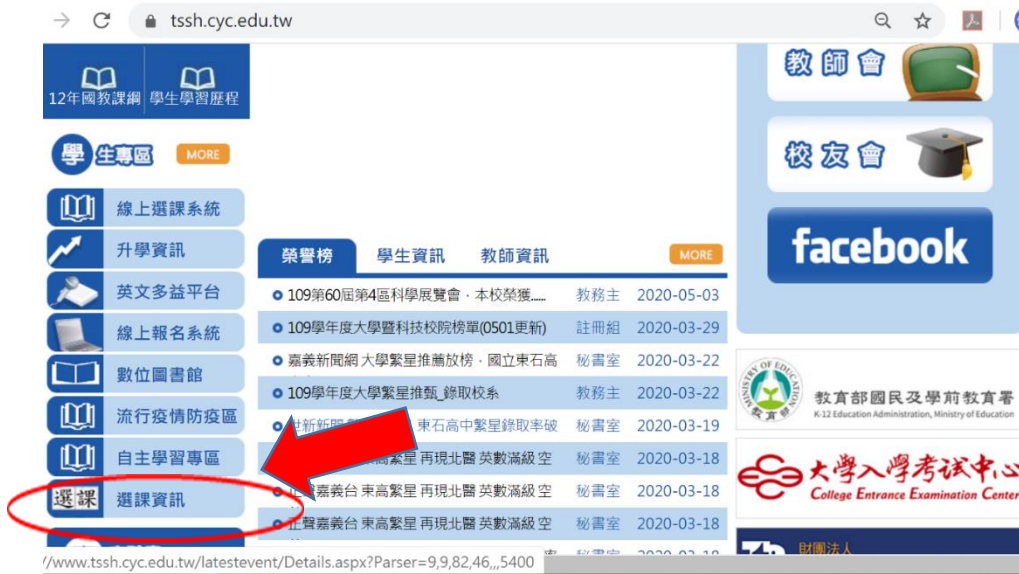 tssh.cyc.edu.tw
12年國教課綱 學生學習歷程
學生專區 MORE
線上選課系統
升學資訊
英文多益平台
線上報名系統
數位圖書館
流行疫情防疫區
自主學習專區
選課 選課資訊
榮譽榜 學生資訊 教師資訊 MORE
109第60屆第4區科學展覽會，本校榮獲...... 教務主 2020-05-03
109學年度大學暨科技校院榜單(0501更新) 註冊組 2020-03-29
嘉義新聞網 大學繁星推薦放榜，國立東石高 秘書室 2020-03-22
109學年度大學繁星推甄_錄取校系 教務主 2020-03-22
世新新聞 東石高中繁星錄取率破 秘書室 2020-03-19
東高繁星 再現北醫 英數滿級 空 秘書室 2020-03-18
正聲嘉義台 東高繁星 再現北醫 英數滿級 空 秘書室 2020-03-18
正聲嘉義台 東高繁星 再現北醫 英數滿級 空 秘書室 2020-03-18
教師會
校友會
facebook
MINISTRY OF EDUCATION
教育部
教育部國民及學前教育署
K-12 Education Administration, Ministry of Education
大學入學考試中心
College Entrance Examination Center
財團法人
//www.tssh.cyc.edu.tw/latestevent/Details.aspx?Parser=9,9,82,46,,,5400